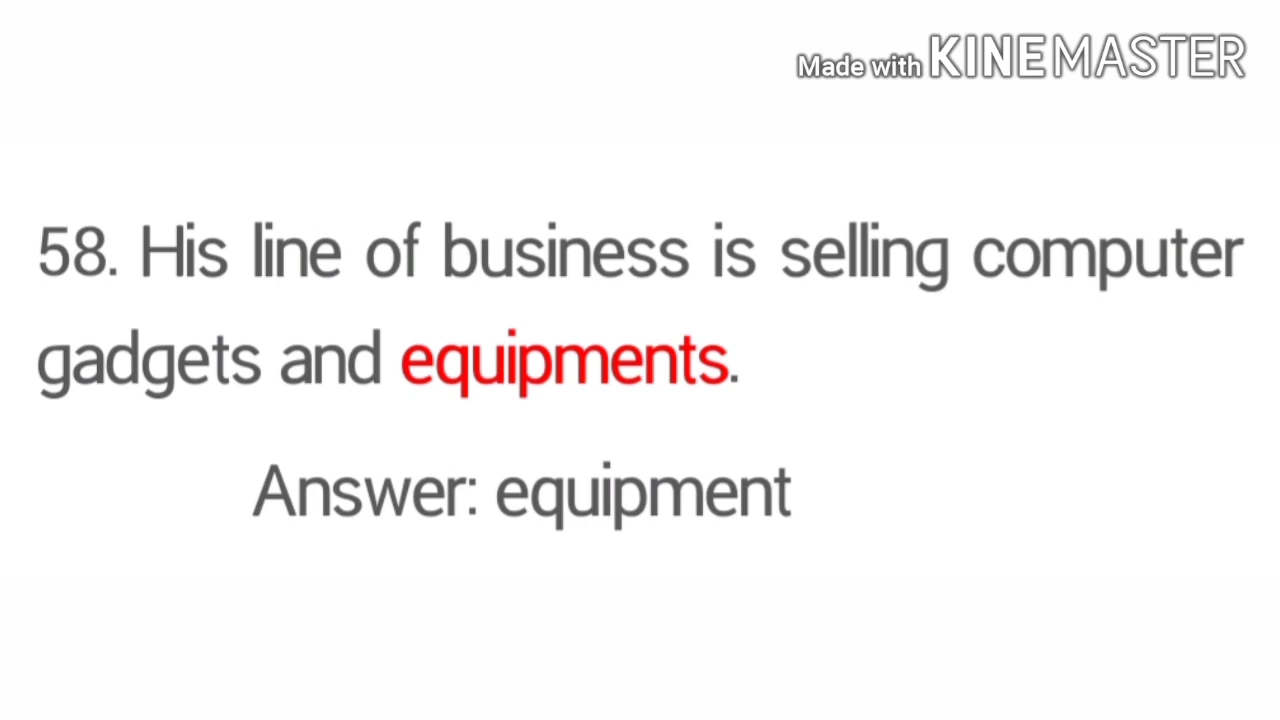 Made with KINEMASTER
58. His line of business is selling computer
gadgets and equipments.
Answer: equipment